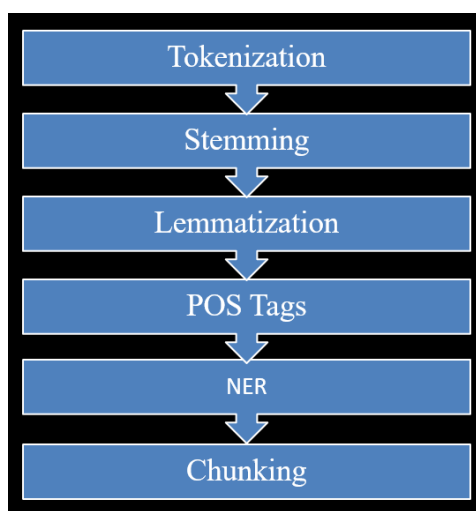 Tokenization
Stemming
Lemmatization
POS Tags
NER
Chunking